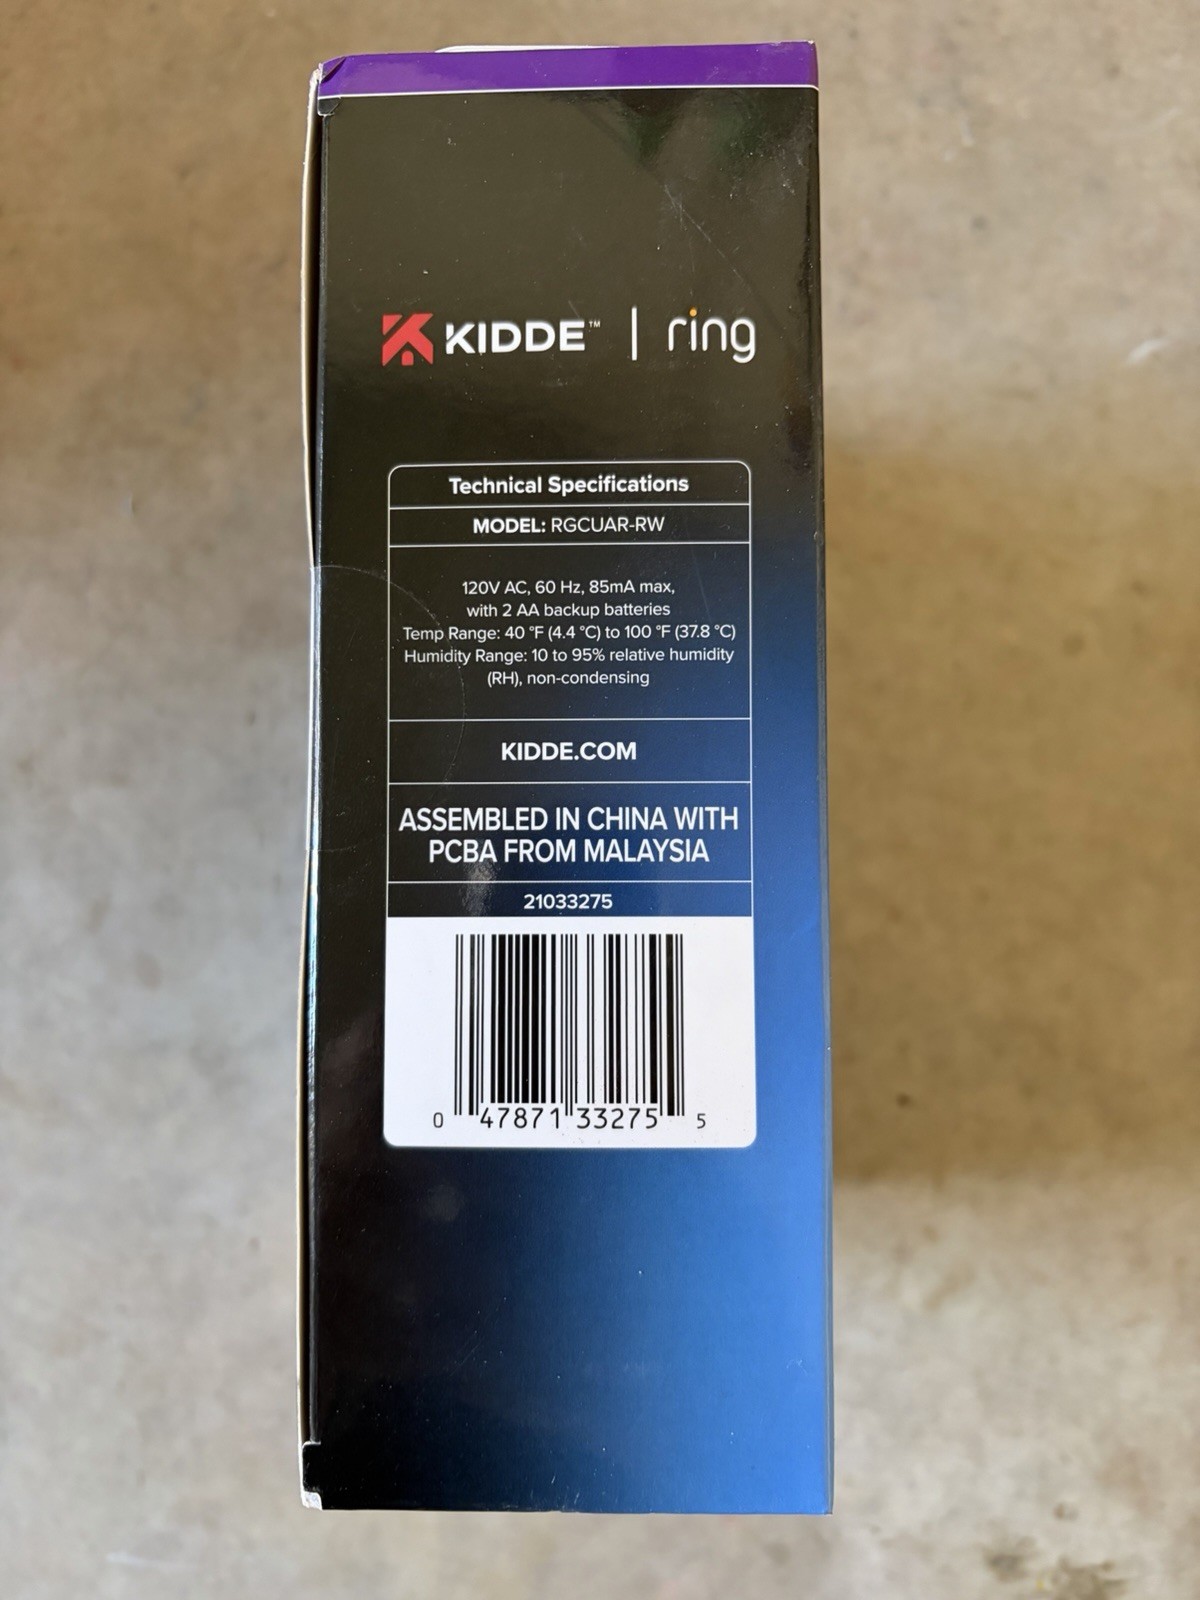 KIDDE™ | ring
Technical Specifications
MODEL: RGCUAR-RW
120V AC, 60 Hz, 85mA max,
with 2 AA backup batteries
Temp Range: 40 °F (4.4 °C) to 100 °F (37.8 °C)
Humidity Range: 10 to 95% relative humidity
(RH), non-condensing
KIDDE.COM
ASSEMBLED IN CHINA WITH
PCBA FROM MALAYSIA
21033275
0 47871 33275 5